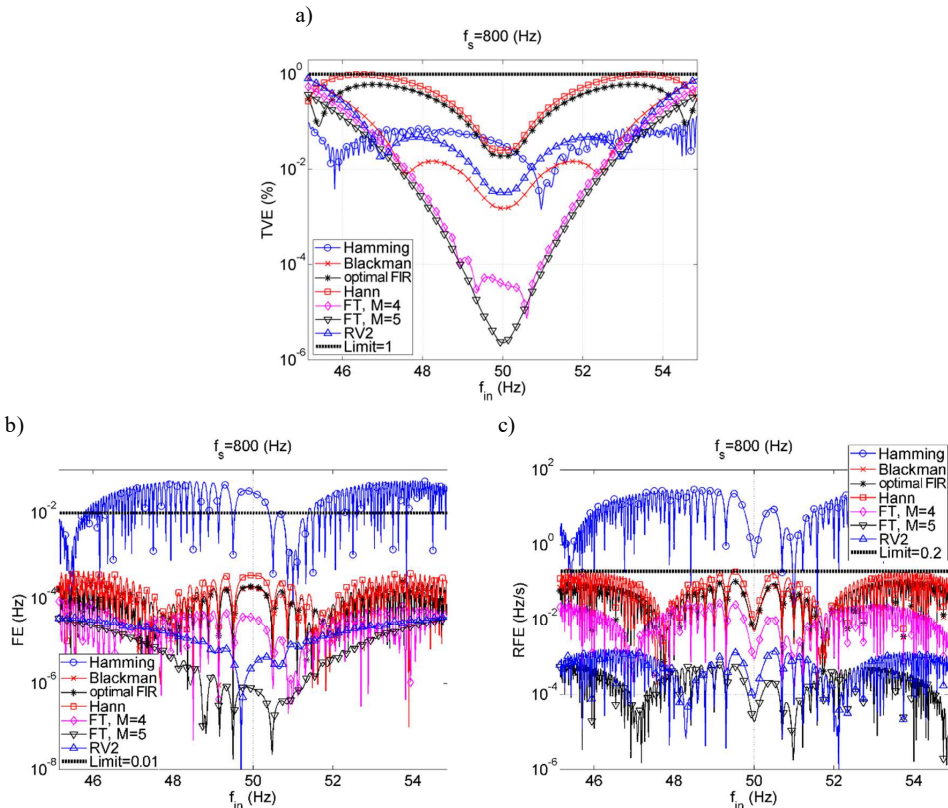 a)
f_s=800 (Hz)
10^0
10^-2
10^-4
10^-6
TVE (%)
Hamming
Blackman
optimal FIR
Hann
FT, M=4
FT, M=5
RV2
Limit=1
46 48 50 52 54
f_in (Hz)
b)
f_s=800 (Hz)
10^-2
10^-4
10^-6
10^-8
FE (Hz)
Hamming
Blackman
optimal FIR
Hann
FT, M=4
FT, M=5
RV2
Limit=0.01
46 48 50 52 54
f_in (Hz)
c)
f_s=800 (Hz)
10^2
10^0
10^-2
10^-4
10^-6
RFE (Hz/s)
Hamming
Blackman
optimal FIR
Hann
FT, M=4
FT, M=5
RV2
Limit=0.2
46 48 50 52 54
f_in (Hz)